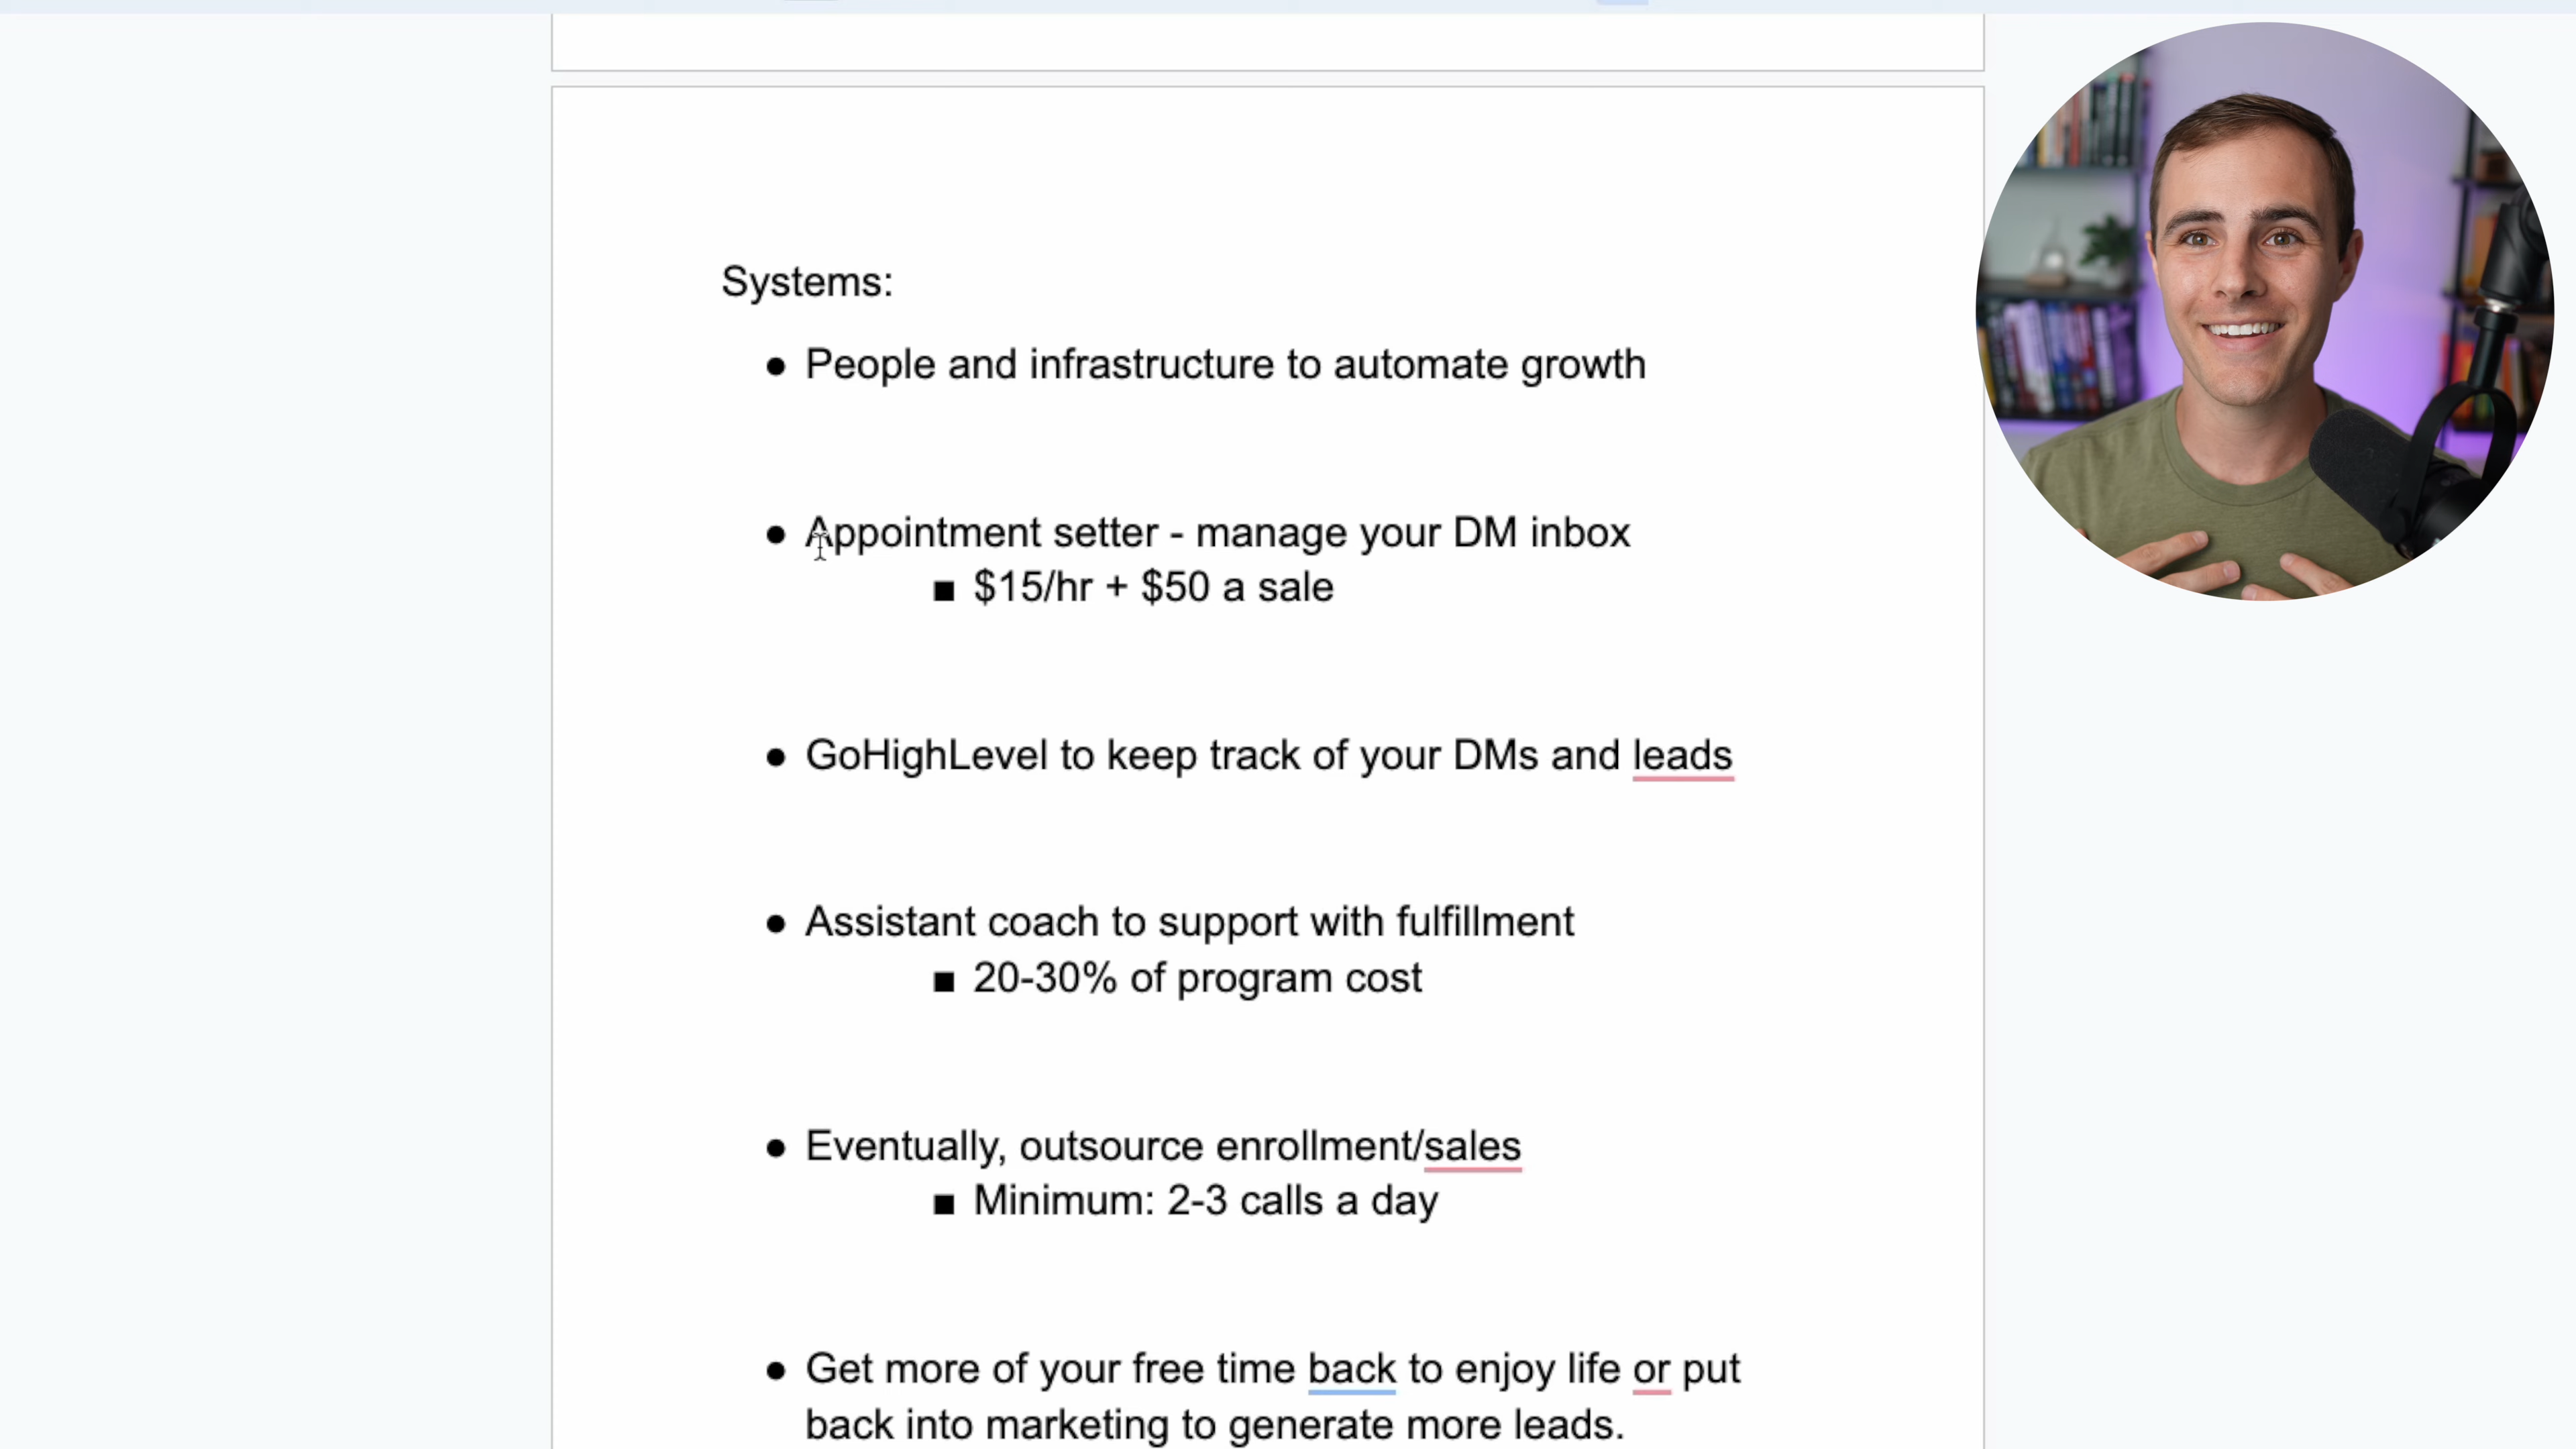 Systems:
● People and infrastructure to automate growth
● Appointment setter - manage your DM inbox
■ $15/hr + $50 a sale
● GoHighLevel to keep track of your DMs and leads
● Assistant coach to support with fulfillment
■ 20-30% of program cost
● Eventually, outsource enrollment/sales
■ Minimum: 2-3 calls a day
● Get more of your free time back to enjoy life or put
back into marketing to generate more leads.